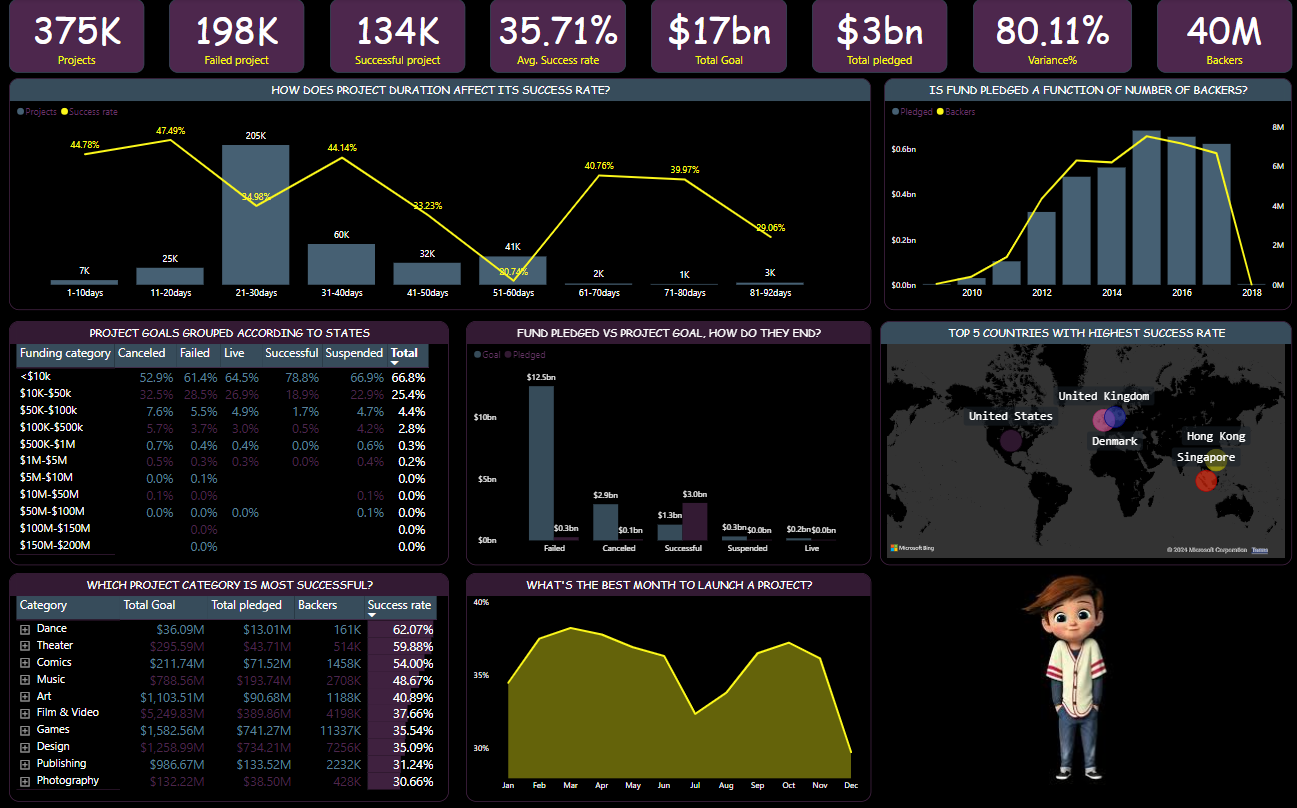 375K 198K 134K 35.71% $17bn $3bn 80.11% 40M
Projects Failed project Successful project Avg. Success rate Total Goal Total pledged Variance% Backers
HOW DOES PROJECT DURATION AFFECT ITS SUCCESS RATE?
Projects Success rate
44.78% 47.49% 34.98% 44.14% 33.23% 20.74% 40.76% 39.97% 29.06%
7K 25K 205K 60K 32K 41K 2K 1K 3K
1-10days 11-20days 21-30days 31-40days 41-50days 51-60days 61-70days 71-80days 81-92days
IS FUND PLEDGED A FUNCTION OF NUMBER OF BACKERS?
Pledged Backers
$0.6bn
$0.4bn
$0.2bn
$0.0bn
8M
6M
4M
2M
0M
2010 2012 2014 2016 2018
PROJECT GOALS GROUPED ACCORDING TO STATES
Funding category Canceled Failed Live Successful Suspended Total
<$10k 52.9% 61.4% 64.5% 78.8% 66.9% 66.8%
$10K-$50k 32.5% 28.5% 26.9% 18.9% 22.9% 25.4%
$50K-$100k 7.6% 5.5% 4.9% 1.7% 4.7% 4.4%
$100K-$500k 5.7% 3.7% 3.0% 0.5% 4.2% 2.8%
$500K-$1M 0.7% 0.4% 0.4% 0.0% 0.6% 0.3%
$1M-$5M 0.5% 0.3% 0.3% 0.0% 0.4% 0.2%
$5M-$10M 0.0% 0.1% 0.0%
$10M-$50M 0.1% 0.0% 0.1% 0.0%
$50M-$100M 0.0% 0.0% 0.0% 0.1% 0.0%
$100M-$150M 0.0% 0.0%
$150M-$200M 0.0% 0.0%
FUND PLEDGED VS PROJECT GOAL, HOW DO THEY END?
Goal Pledged
$10bn
$5bn
$0bn
$12.5bn $0.3bn $2.9bn $0.1bn $1.3bn $3.0bn $0.3bn $0.0bn $0.2bn $0.0bn
Failed Canceled Successful Suspended Live
TOP 5 COUNTRIES WITH HIGHEST SUCCESS RATE
United Kingdom
United States
Denmark
Hong Kong
Singapore
Microsoft Bing
© 2024 Microsoft Corporation Terms
WHICH PROJECT CATEGORY IS MOST SUCCESSFUL?
Category Total Goal Total pledged Backers Success rate
Dance $36.09M $13.01M 161K 62.07%
Theater $295.59M $43.71M 514K 59.88%
Comics $211.74M $71.52M 1458K 54.00%
Music $788.56M $193.74M 2708K 48.67%
Art $1,103.51M $90.68M 1188K 40.89%
Film & Video $5,249.83M $389.86M 4198K 37.66%
Games $1,582.56M $741.27M 11337K 35.54%
Design $1,258.99M $734.21M 7256K 35.09%
Publishing $986.67M $133.52M 2232K 31.24%
Photography $132.22M $38.50M 428K 30.66%
WHAT'S THE BEST MONTH TO LAUNCH A PROJECT?
40%
35%
30%
Jan Feb Mar Apr May Jun Jul Aug Sep Oct Nov Dec